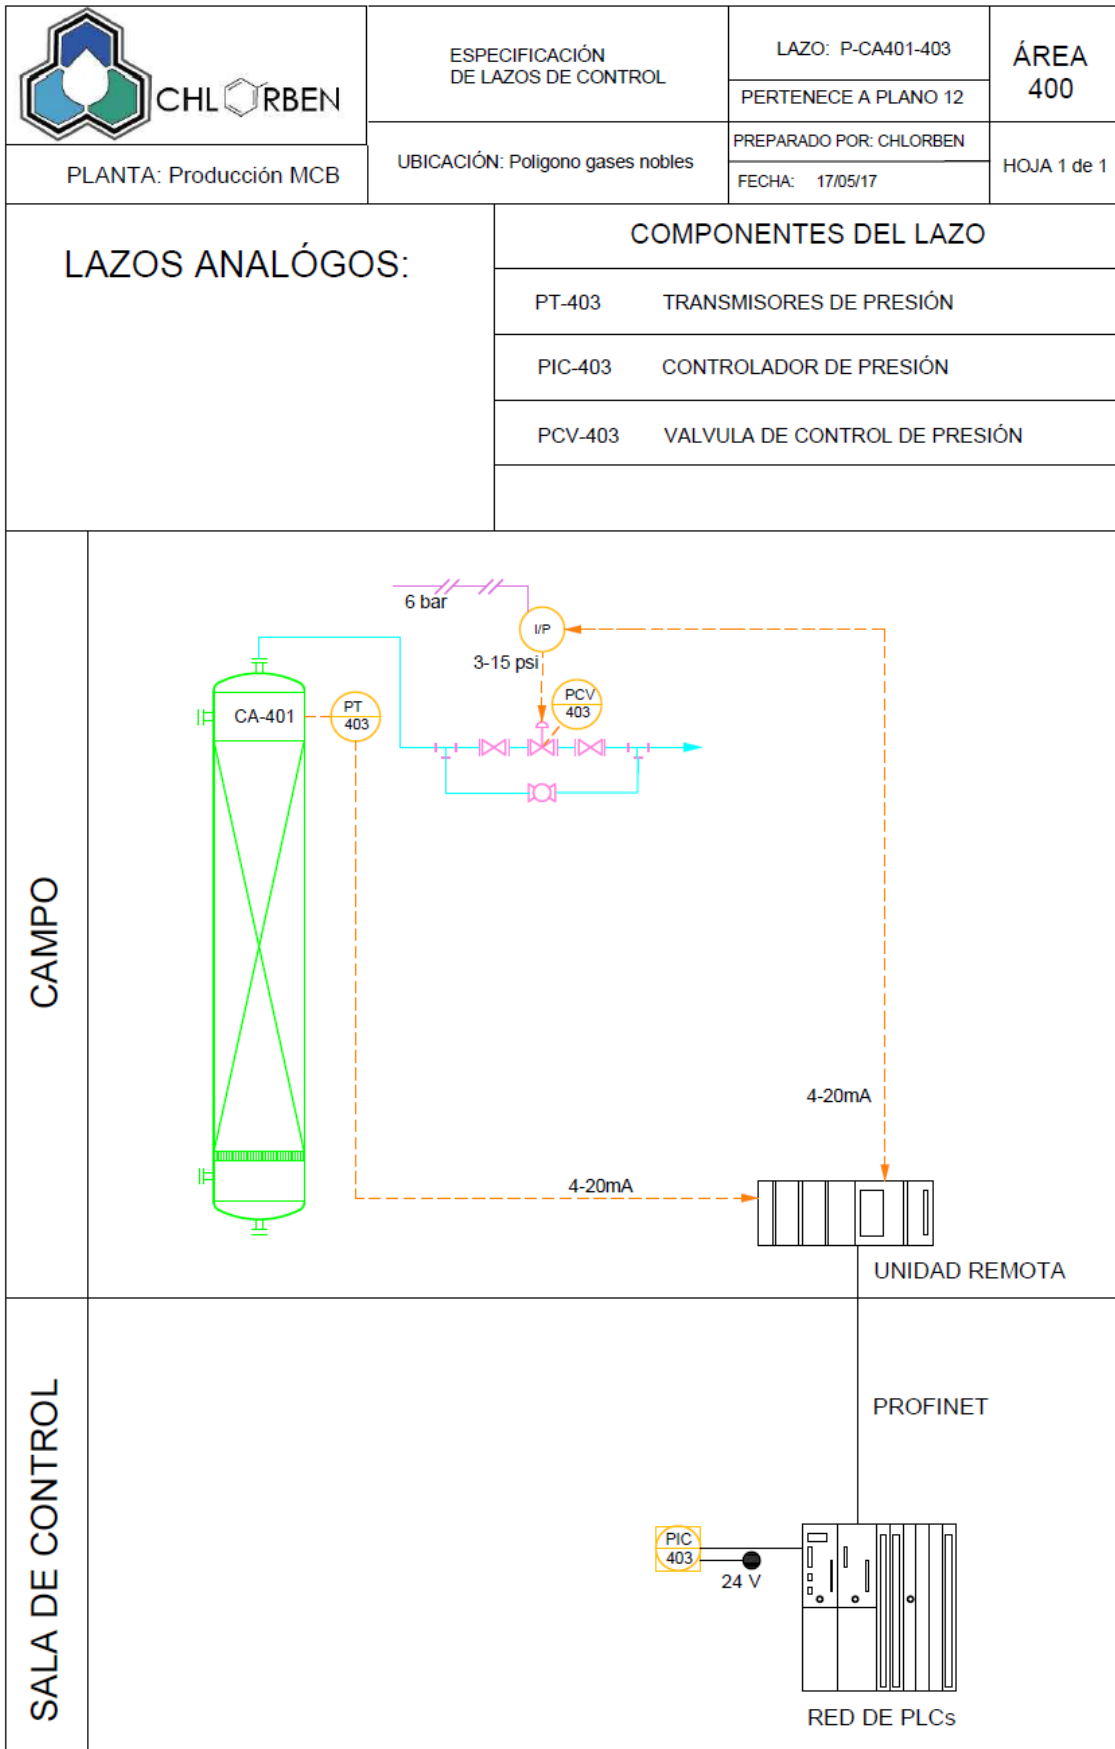 CHLORBEN
PLANTA: Producción MCB
ESPECIFICACIÓN
DE LAZOS DE CONTROL
UBICACIÓN: Poligono gases nobles
LAZO: P-CA401-403
PERTENECE A PLANO 12
PREPARADO POR: CHLORBEN
FECHA: 17/05/17
ÁREA
400
HOJA 1 de 1
LAZOS ANALÓGOS:
COMPONENTES DEL LAZO
PT-403 TRANSMISORES DE PRESIÓN
PIC-403 CONTROLADOR DE PRESIÓN
PCV-403 VALVULA DE CONTROL DE PRESIÓN
CAMPO
6 bar
I/P
3-15 psi
PCV
403
CA-401
PT
403
4-20mA
4-20mA
UNIDAD REMOTA
SALA DE CONTROL
PROFINET
PIC
403
24 V
RED DE PLCs